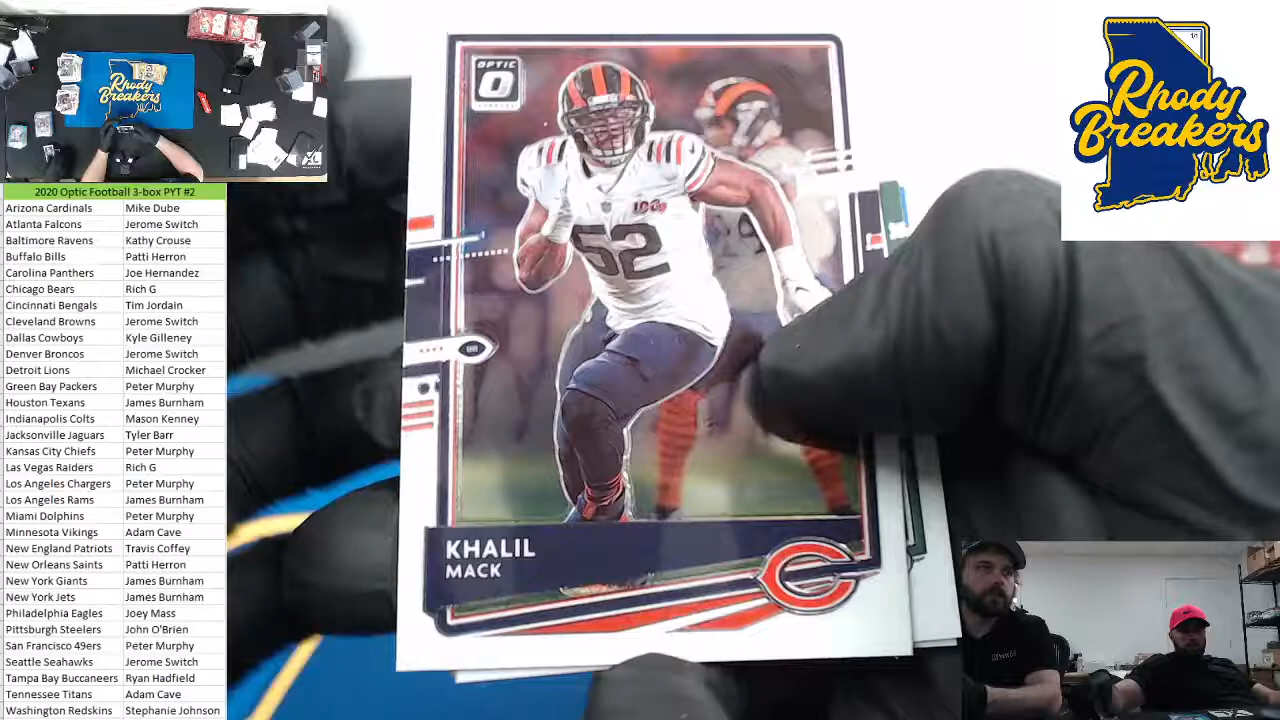 Rhody
Breakers
XL
2020 Optic Football 3-box PYT #2
Arizona Cardinals Mike Dube
Atlanta Falcons Jerome Switch
Baltimore Ravens Kathy Crouse
Buffalo Bills Patti Herron
Carolina Panthers Joe Hernandez
Chicago Bears Rich G
Cincinnati Bengals Tim Jordain
Cleveland Browns Jerome Switch
Dallas Cowboys Kyle Gilleney
Denver Broncos Jerome Switch
Detroit Lions Michael Crocker
Green Bay Packers Peter Murphy
Houston Texans James Burnham
Indianapolis Colts Mason Kenney
Jacksonville Jaguars Tyler Barr
Kansas City Chiefs Peter Murphy
Las Vegas Raiders Rich G
Los Angeles Chargers Peter Murphy
Los Angeles Rams James Burnham
Miami Dolphins Peter Murphy
Minnesota Vikings Adam Cave
New England Patriots Travis Coffey
New Orleans Saints Patti Herron
New York Giants James Burnham
New York Jets James Burnham
Philadelphia Eagles Joey Mass
Pittsburgh Steelers John O'Brien
San Francisco 49ers Peter Murphy
Seattle Seahawks Jerome Switch
Tampa Bay Buccaneers Ryan Hadfield
Tennessee Titans Adam Cave
Washington Redskins Stephanie Johnson
OPTIC
O
100
52
KHALIL
MACK
C
1/1
Rhody
Breakers